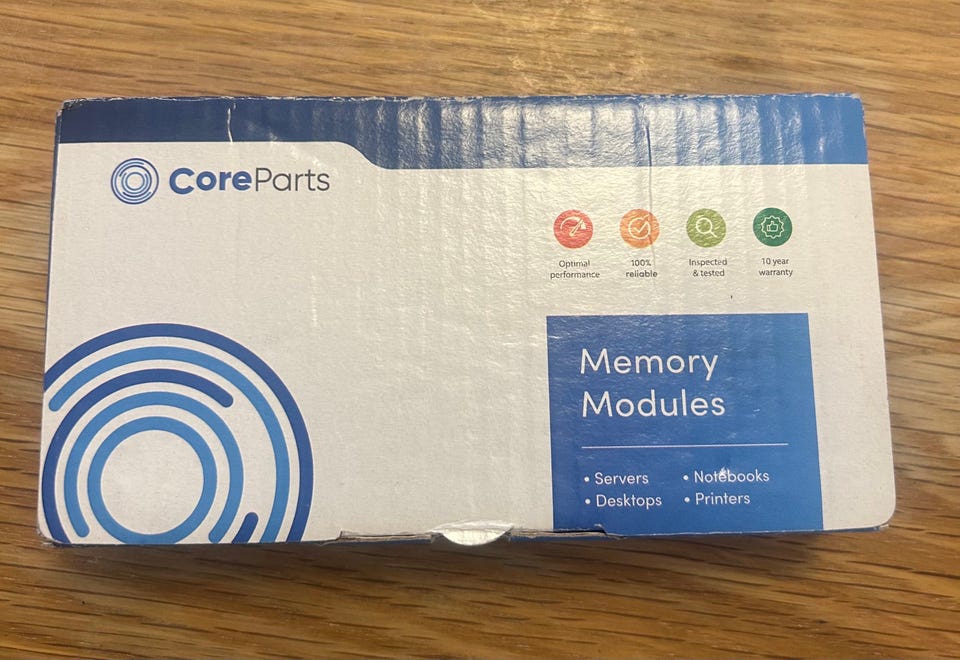 CoreParts
Optimal
performance
100%
reliable
Inspected
& tested
10 year
warranty
Memory
Modules
• Servers
• Desktops
• Notebooks
• Printers